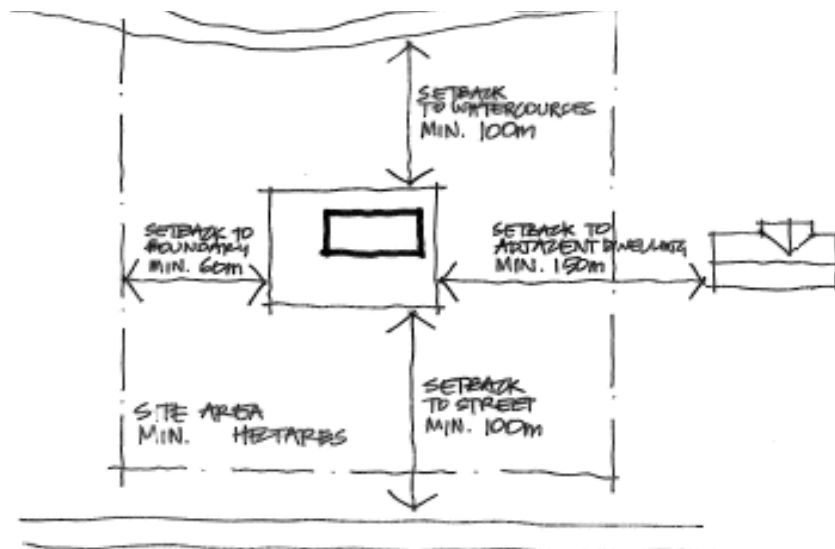 SETBACK
TO WATERCOURCES
MIN. 100m
SETBACK TO
BOUNDARY
MIN. 60m
SETBACK TO
ADJACENT DWELLING
MIN. 150m
SETBACK
TO STREET
MIN. 100m
SITE AREA
MIN. HECTARES